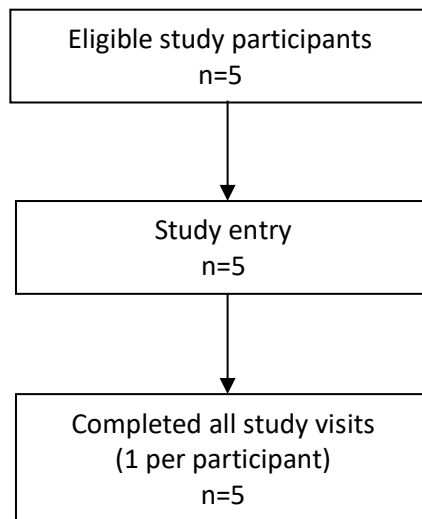 Eligible study participants
n=5
Study entry
n=5
Completed all study visits
(1 per participant)
n=5